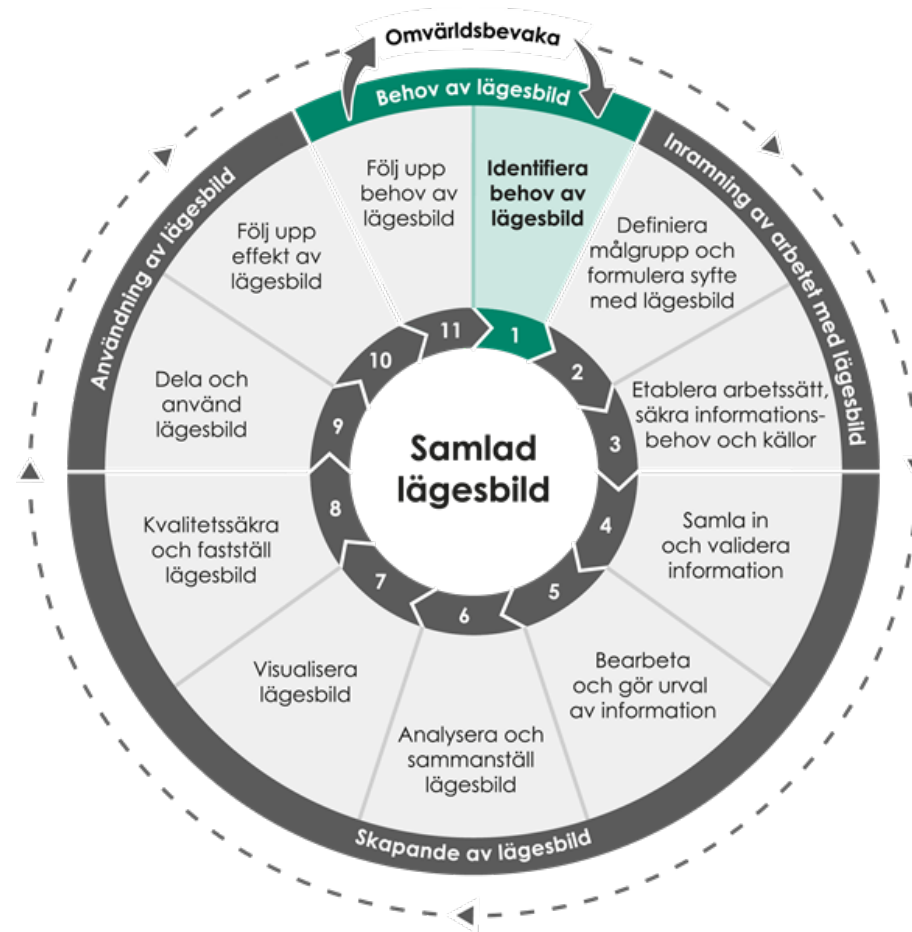 Omvärldsbevaka
Behov av lägesbild
Identifiera
behov av
lägesbild
1
Inramning av arbetet med lägesbild
Definiera
målgrupp och
formulera syfte
med lägesbild
2
Etablera arbetssätt,
säkra informations-
behov och källor
3
Skapande av lägesbild
Samla in
och validera
information
4
Bearbeta
och gör urval
av information
5
Analysera och
sammanställ
lägesbild
6
Visualisera
lägesbild
7
Kvalitetssäkra
och fastställ
lägesbild
8
Användning av lägesbild
Dela och
använd
lägesbild
9
Följ upp
effekt av
lägesbild
10
Följ upp
behov av
lägesbild
11
Samlad
lägesbild